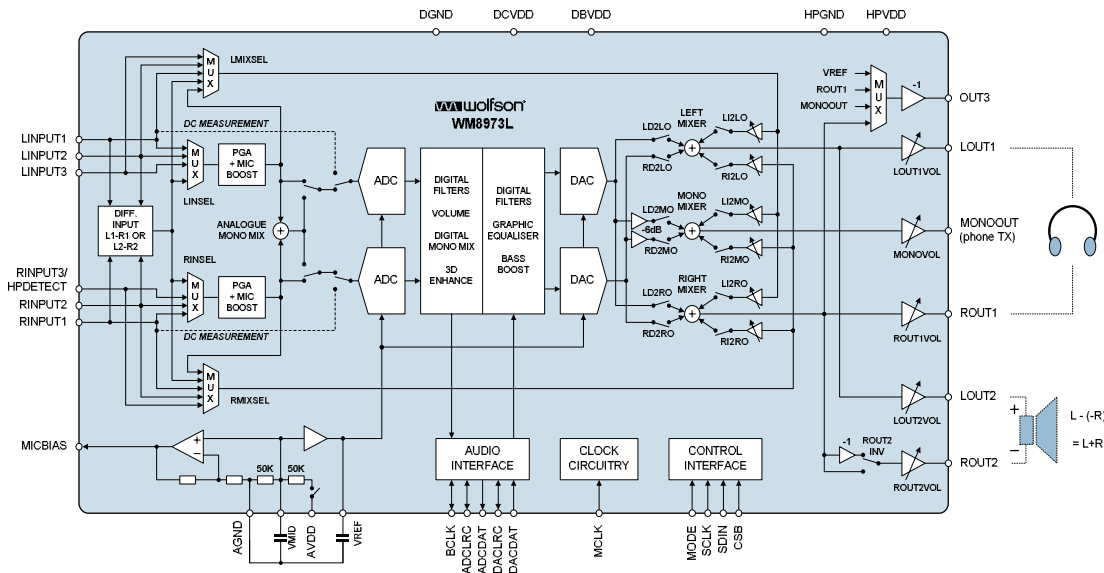 DGND DCVDD DBVDD HPGND HPVDD
LMIXSEL
MUX
wolfson
WM8973L
DC MEASUREMENT
VREF
ROUT1
MONOOUT
MUX
-1
OUT3
LINPUT1
LINPUT2
LINPUT3
MUX
LINSEL
PGA
+ MIC
BOOST
ADC
DIGITAL
FILTERS
VOLUME
DIGITAL
MONO MIX
3D
ENHANCE
DIGITAL
FILTERS
GRAPHIC
EQUALISER
BASS
BOOST
DAC
LD2LO
RD2LO
LEFT
MIXER
+
LI2LO
RI2LO
LOUT1VOL
LOUT1
DIFF.
INPUT
L1-R1 OR
L2-R2
ANALOGUE
MONO MIX
+
LD2MO
-6dB
RD2MO
MONO
MIXER
+
LI2MO
RI2MO
MONOVOL
MONOOUT
(phone TX)
RINPUT3/
HPDETECT
RINPUT2
RINPUT1
RINSEL
MUX
PGA
+ MIC
BOOST
DC MEASUREMENT
ADC
DAC
LD2RO
RD2RO
RIGHT
MIXER
+
LI2RO
RI2RO
ROUT1VOL
ROUT1
MUX
RMIXSEL
LOUT2VOL
LOUT2
+
−
L - (-R)
= L+R
MICBIAS
+
−
50K 50K
AUDIO
INTERFACE
CLOCK
CIRCUITRY
CONTROL
INTERFACE
-1
ROUT2
INV
ROUT2VOL
ROUT2
AGND
VMID
AVDD
VREF
BCLK
ADCLRC
ADCDAT
DACLRC
DACDAT
MCLK
MODE
SCLK
SDIN
CSB